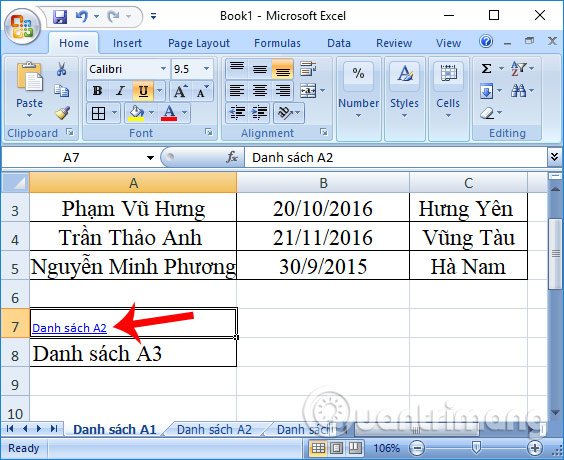 Book1 - Microsoft Excel
Home Insert Page Layout Formulas Data Review View
Paste
Clipboard
Calibri 9.5
B I U
A A
Font
Alignment
%
Number
Styles
Cells
Σ
Editing
A7 fx Danh sách A2
A B C
3 Phạm Vũ Hưng 20/10/2016 Hưng Yên
4 Trần Thảo Anh 21/11/2016 Vũng Tàu
5 Nguyễn Minh Phương 30/9/2015 Hà Nam
6
7 Danh sách A2
8 Danh sách A3
9
10
Quantrimang
Danh sách A1 Danh sách A2 Danh sách
Ready 106%